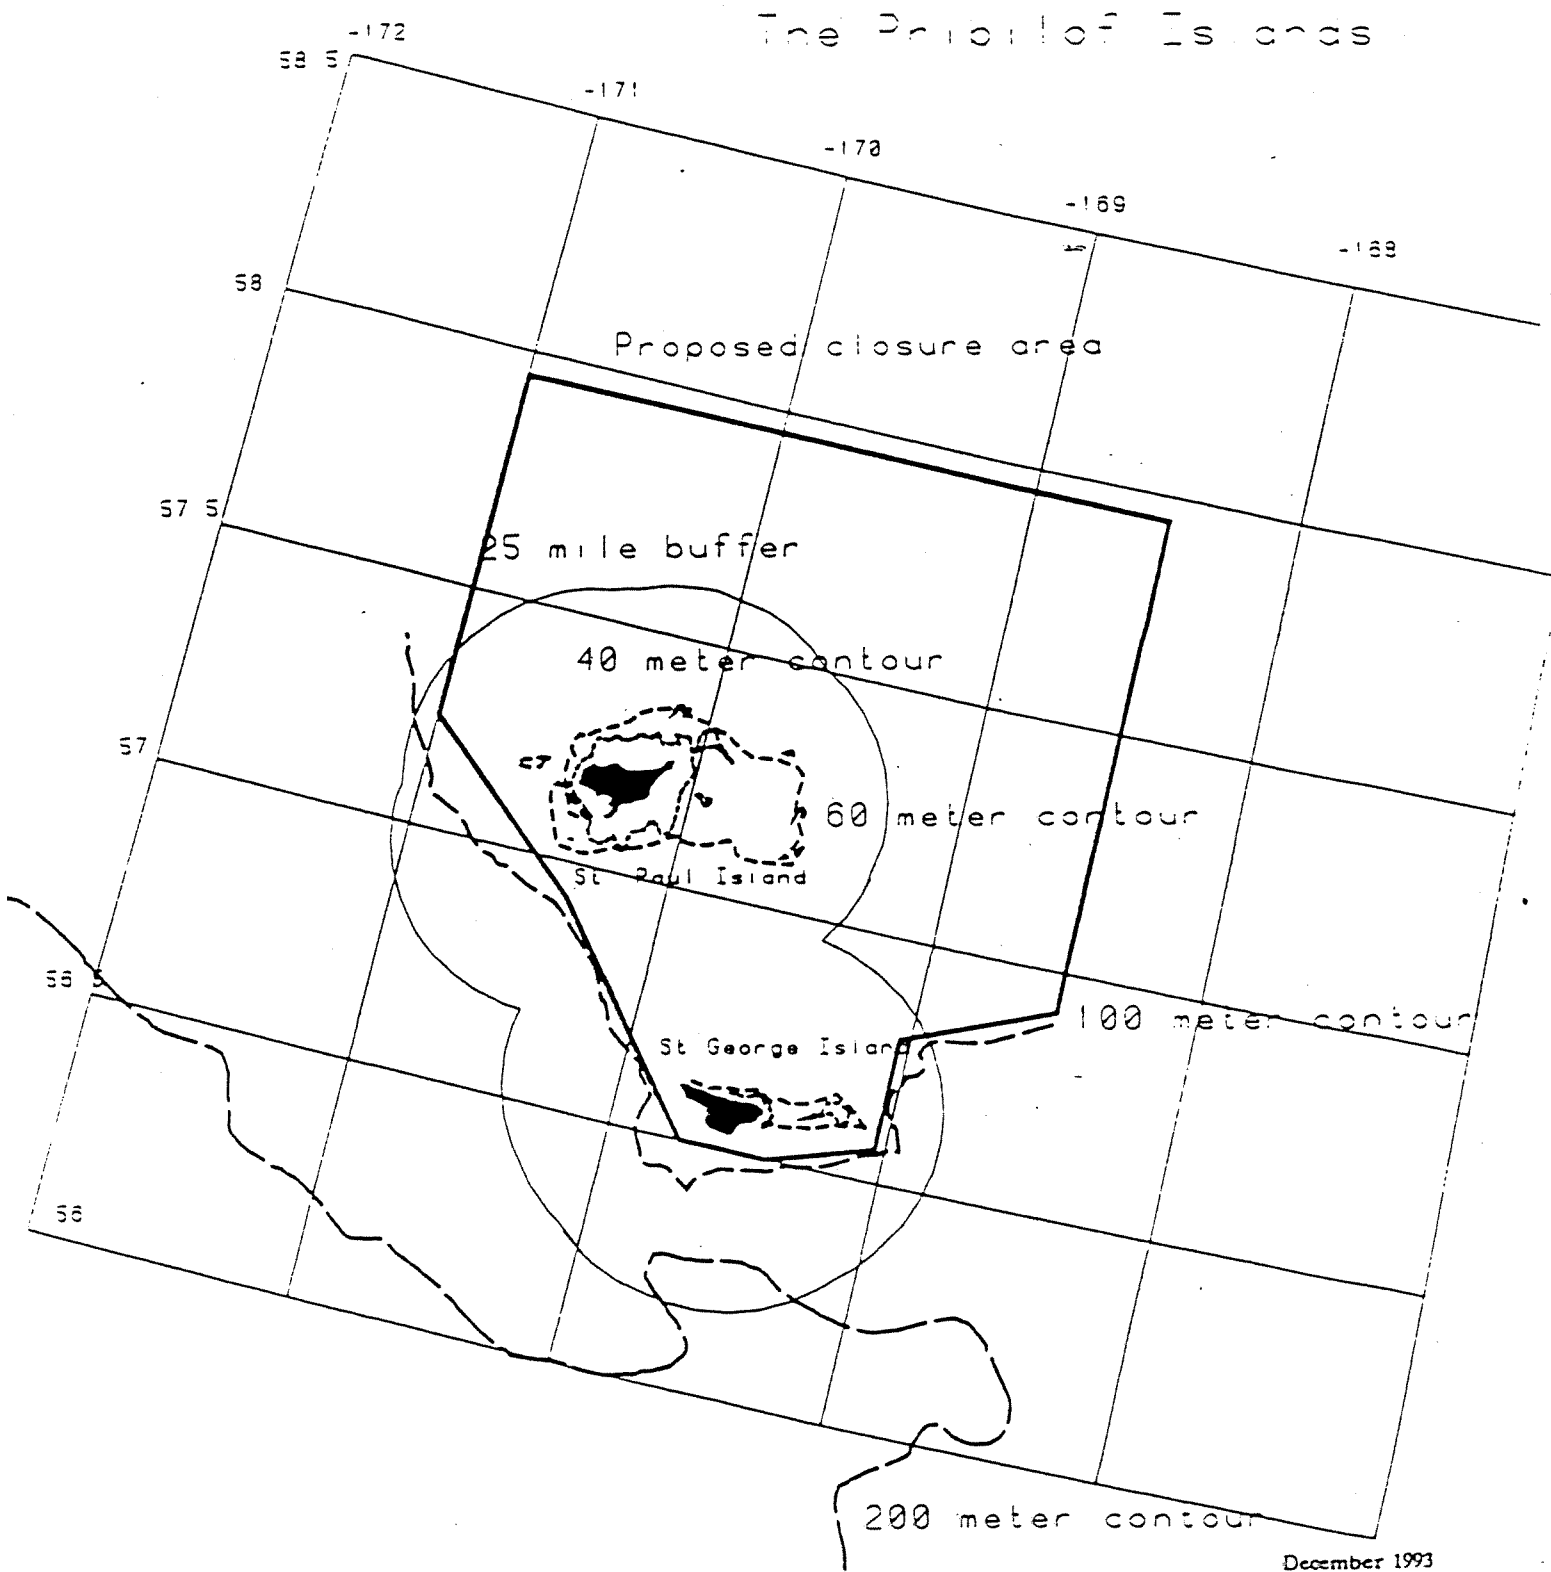 The Pribilof Islands
-172
58 5
-171
-170
-169
-168
58
Proposed closure area
57 5
25 mile buffer
40 meter contour
57
60 meter contour
St Paul Island
56 5
100 meter contour
St George Island
56
200 meter contour
December 1993